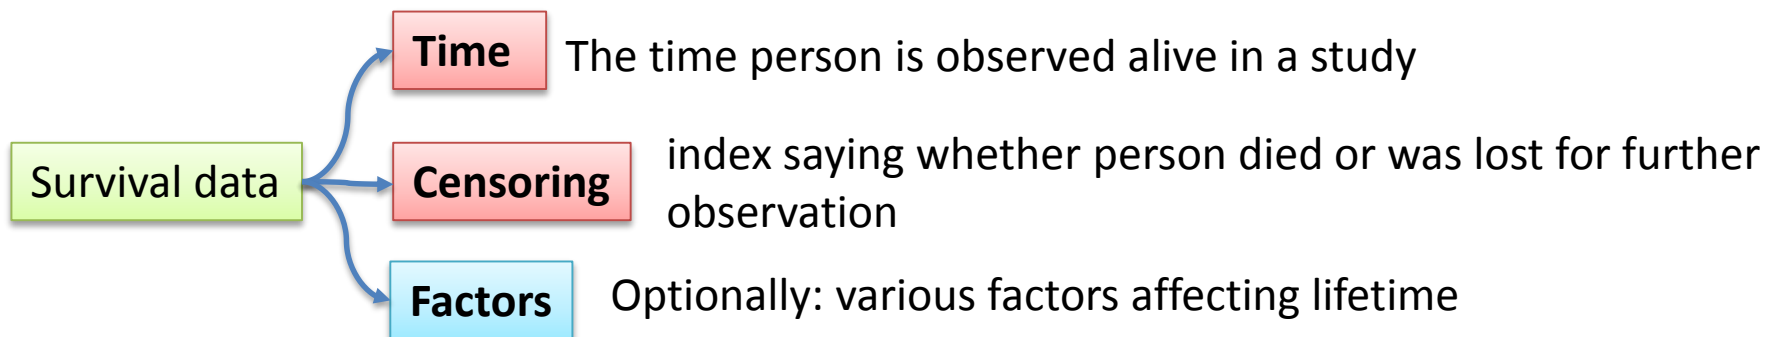 Time
The time person is observed alive in a study
Survival data
Censoring
index saying whether person died or was lost for further
observation
Factors
Optionally: various factors affecting lifetime